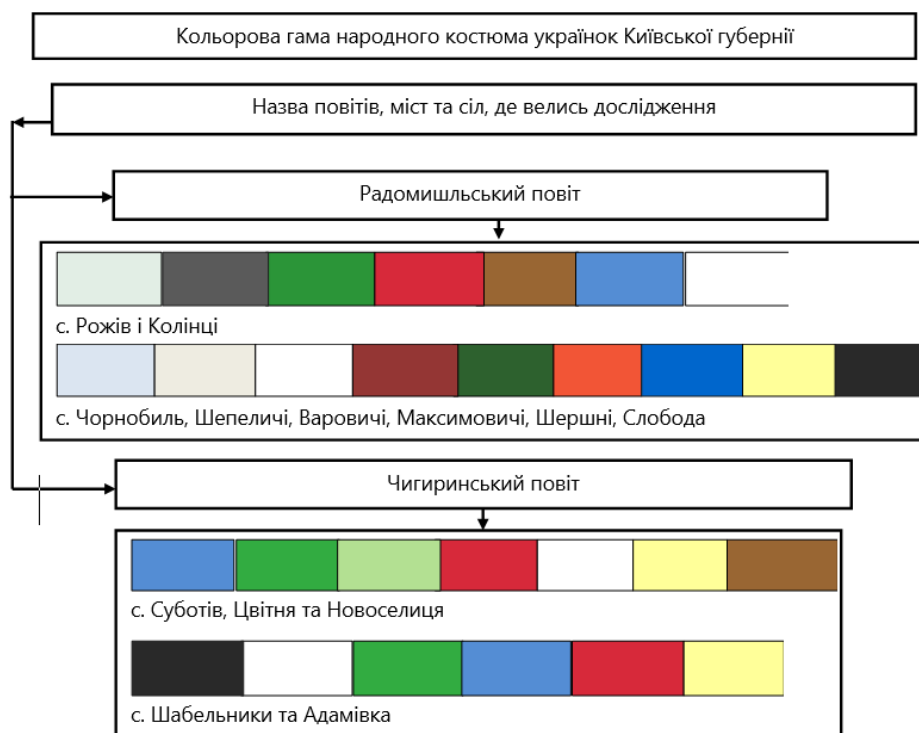 Кольорова гама народного костюма українок Київської губернії
Назва повітів, міст та сіл, де велись дослідження
Радомишльський повіт
с. Рожів і Колінці
с. Чорнобиль, Шепеличі, Варовичі, Максимовичі, Шершні, Слобода
Чигиринський повіт
с. Суботів, Цвітня та Новоселиця
с. Шабельники та Адамівка